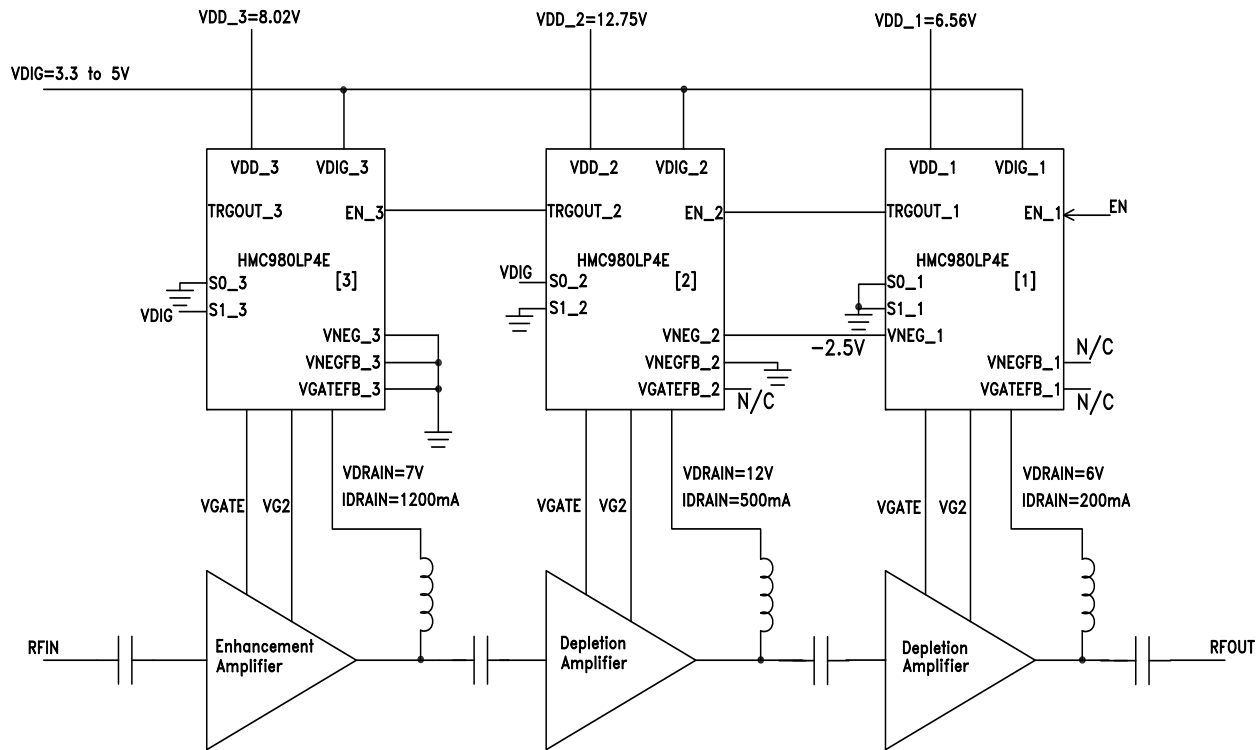 VDD_3=8.02V
VDD_2=12.75V
VDD_1=6.56V
VDIG=3.3 to 5V
VDD_3
VDIG_3
TRGOUT_3
EN_3
HMC980LP4E
[3]
S0_3
VDIG
S1_3
VNEG_3
VNEGFB_3
VGATEFB_3
VDD_2
VDIG_2
TRGOUT_2
EN_2
HMC980LP4E
[2]
VDIG
S0_2
S1_2
VNEG_2
VNEGFB_2
VGATEFB_2
N/C
-2.5V
VDD_1
VDIG_1
TRGOUT_1
EN_1
EN
HMC980LP4E
[1]
S0_1
S1_1
VNEG_1
VNEGFB_1
N/C
VGATEFB_1
N/C
VGATE
VG2
VDRAIN=7V
IDRAIN=1200mA
VGATE
VG2
VDRAIN=12V
IDRAIN=500mA
VGATE
VG2
VDRAIN=6V
IDRAIN=200mA
RFIN
Enhancement
Amplifier
Depletion
Amplifier
Depletion
Amplifier
RFOUT